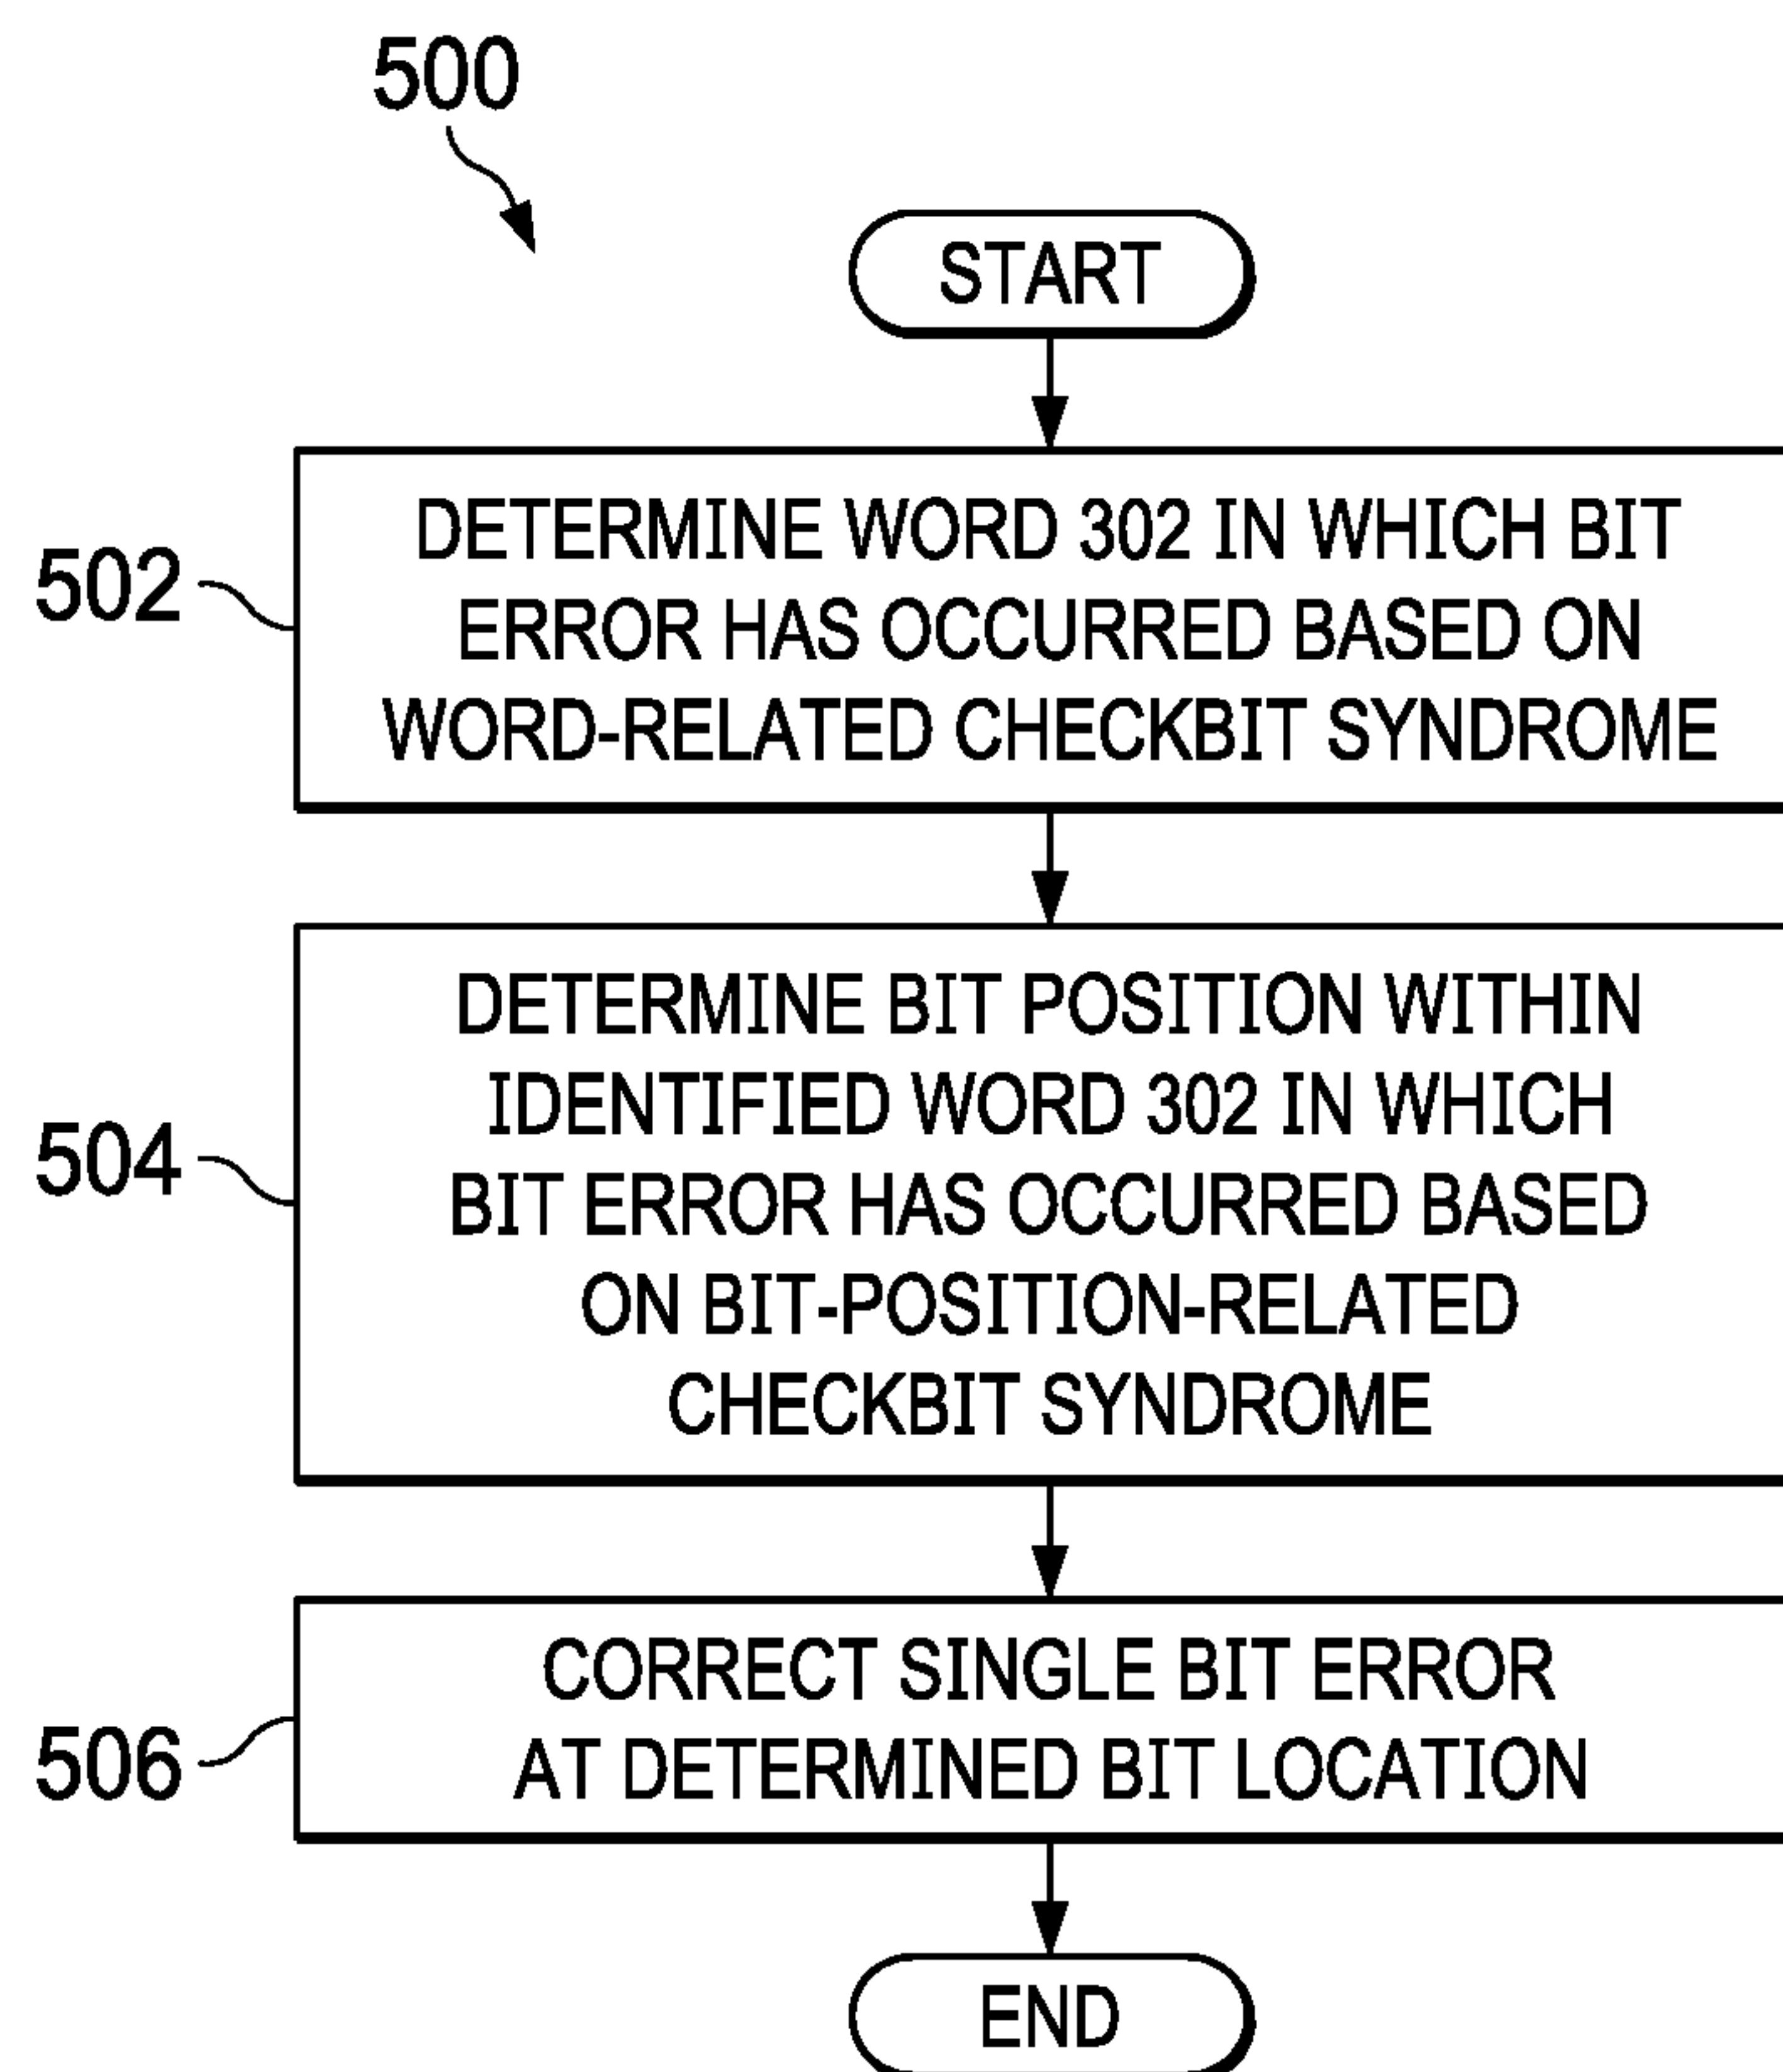 500
START
502
DETERMINE WORD 302 IN WHICH BIT
ERROR HAS OCCURRED BASED ON
WORD-RELATED CHECKBIT SYNDROME
504
DETERMINE BIT POSITION WITHIN
IDENTIFIED WORD 302 IN WHICH
BIT ERROR HAS OCCURRED BASED
ON BIT-POSITION-RELATED
CHECKBIT SYNDROME
506
CORRECT SINGLE BIT ERROR
AT DETERMINED BIT LOCATION
END